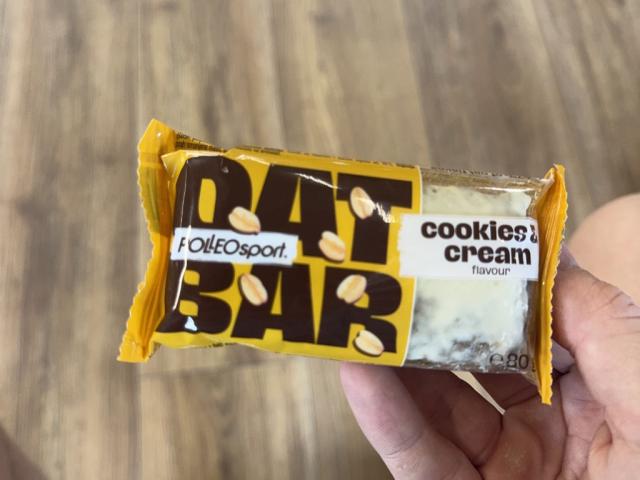 OAT
POLLEOsport.
BAR
cookies &
cream
flavour
℮80